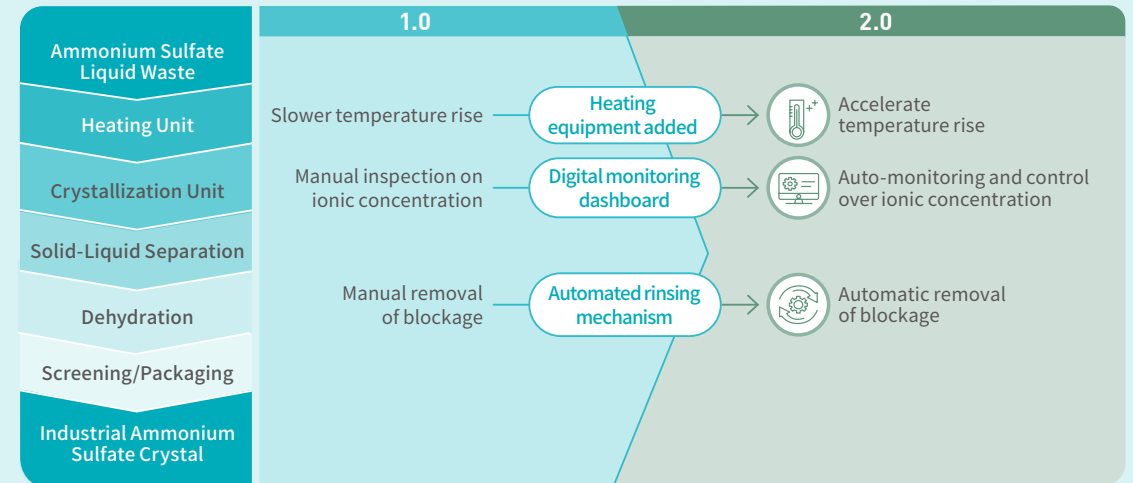 1.0
2.0
Ammonium Sulfate
Liquid Waste
Heating Unit
Crystallization Unit
Solid-Liquid Separation
Dehydration
Screening/Packaging
Industrial Ammonium
Sulfate Crystal
Slower temperature rise
Heating
equipment added
Accelerate
temperature rise
Manual inspection on
ionic concentration
Digital monitoring
dashboard
Auto-monitoring and control
over ionic concentration
Manual removal
of blockage
Automated rinsing
mechanism
Automatic removal
of blockage